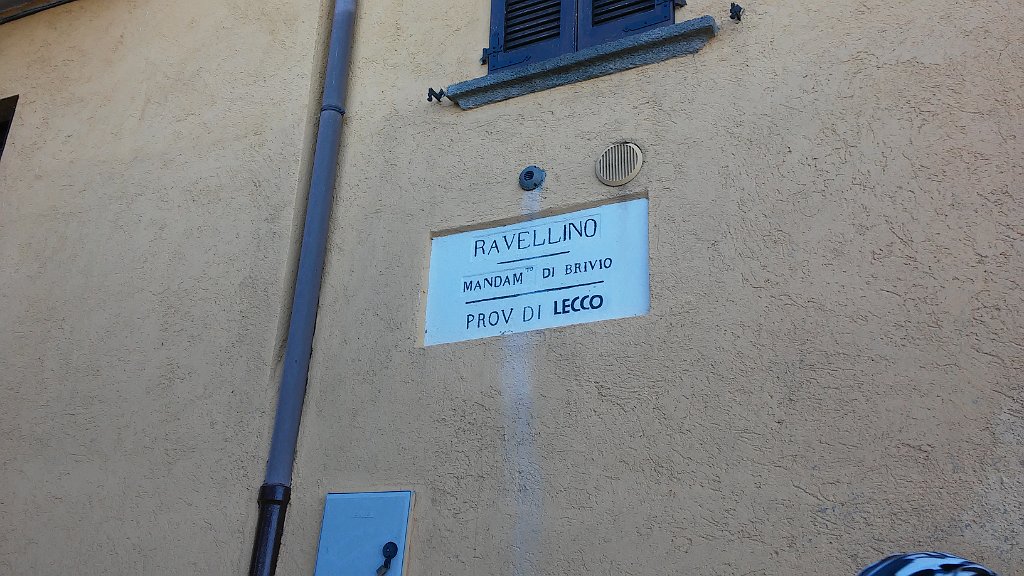 RAVELLINO
MANDAMTO DI BRIVIO
PROV DI LECCO